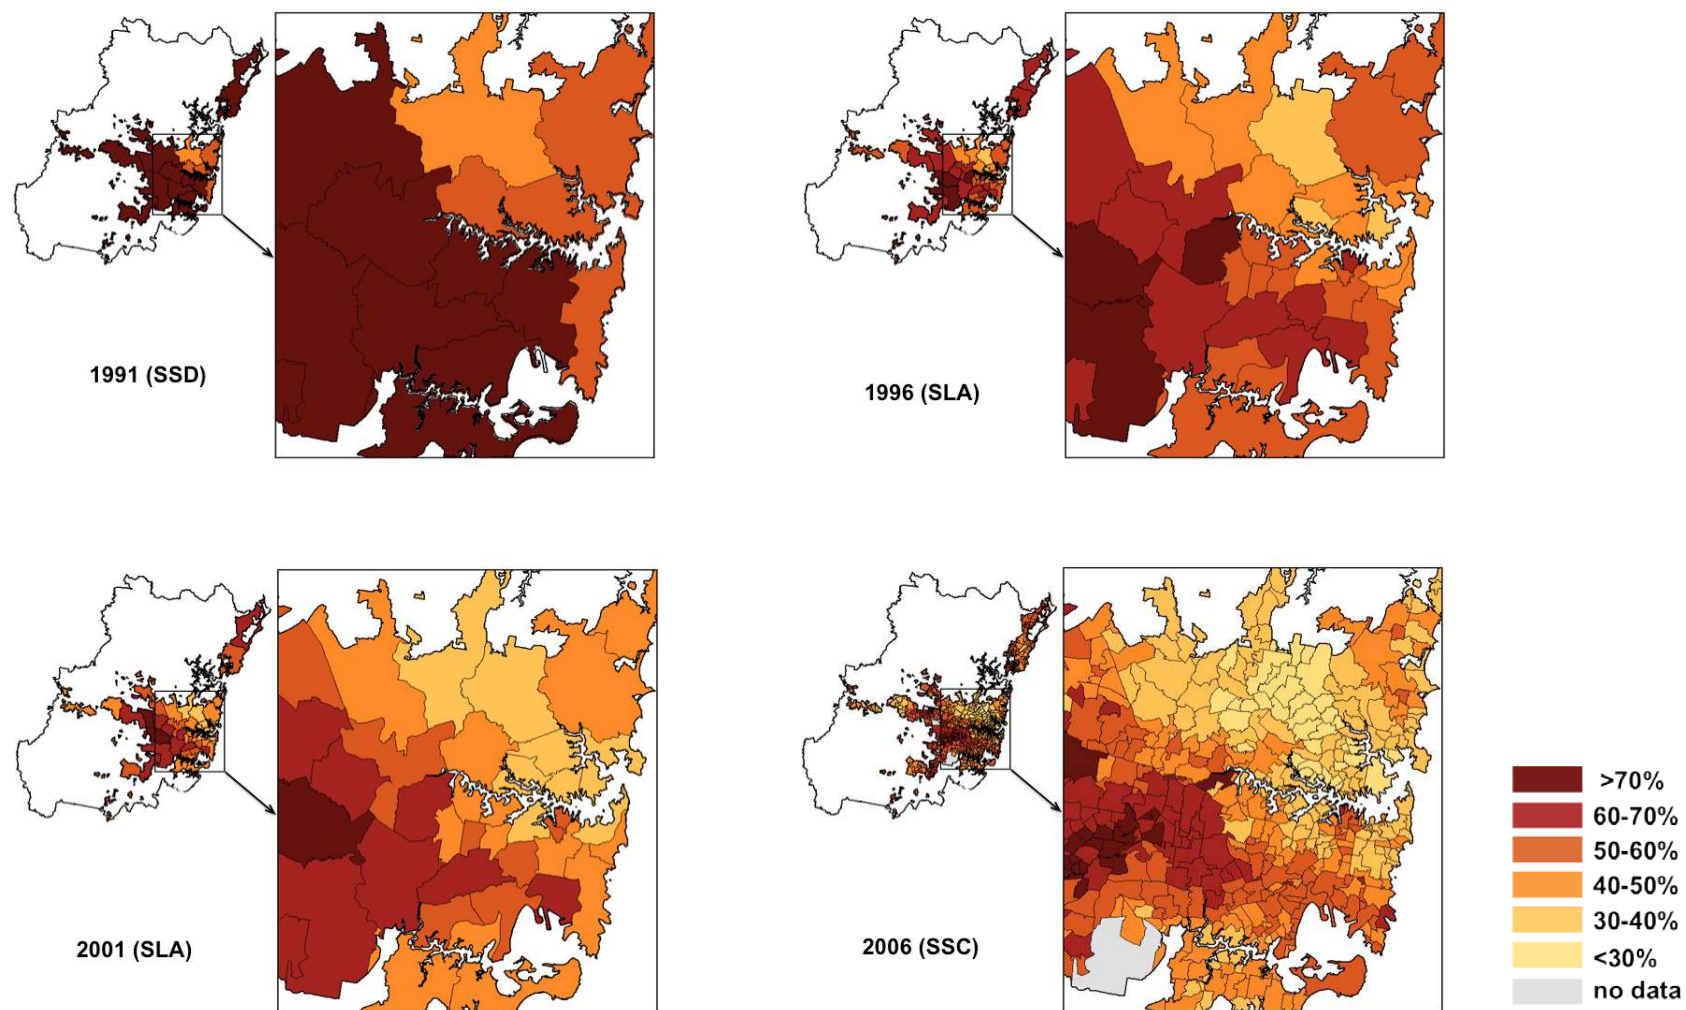 1991 (SSD)
1996 (SLA)
2001 (SLA)
2006 (SSC)
>70%
60-70%
50-60%
40-50%
30-40%
<30%
no data